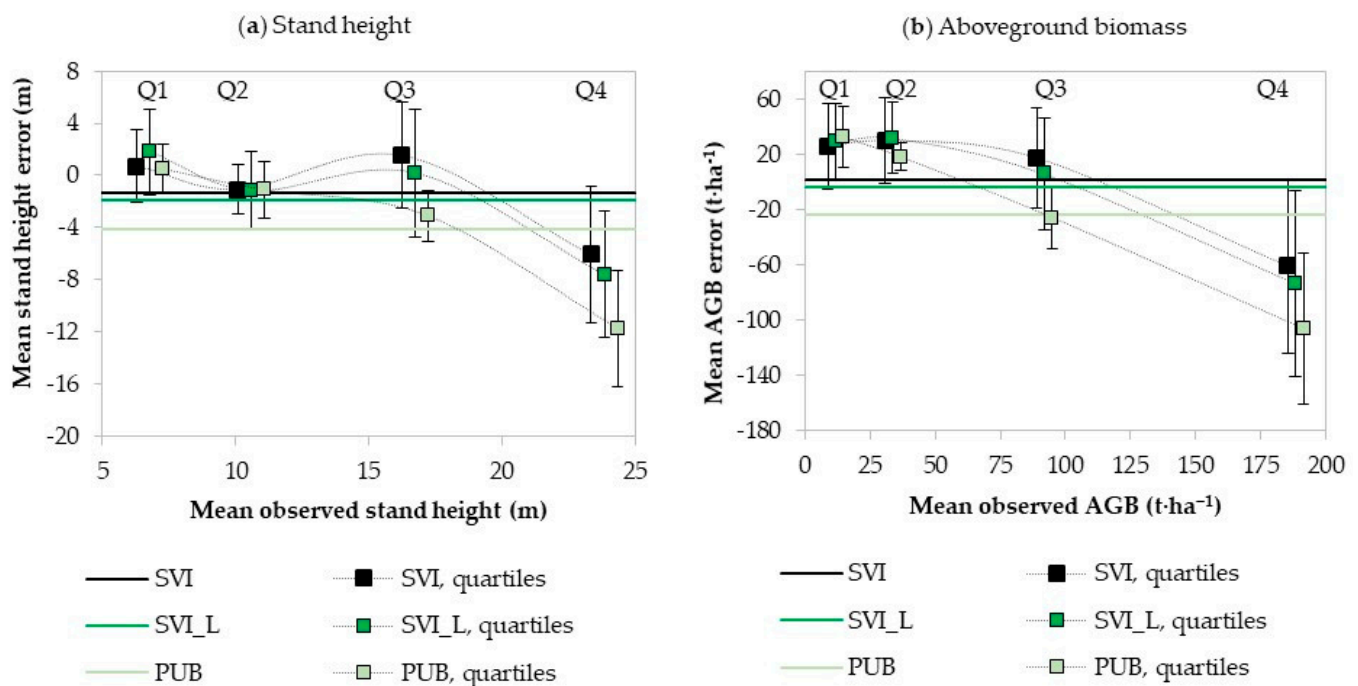 (a) Stand height
Mean stand height error (m)
8
4
0
-4
-8
-12
-16
-20
Q1 Q2 Q3 Q4
5 10 15 20 25
Mean observed stand height (m)
SVI SVI, quartiles
SVI_L SVI_L, quartiles
PUB PUB, quartiles
(b) Aboveground biomass
Mean AGB error (t·ha⁻¹)
60
20
-20
-60
-100
-140
-180
Q1 Q2 Q3 Q4
0 25 50 75 100 125 150 175 200
Mean observed AGB (t·ha⁻¹)
SVI SVI, quartiles
SVI_L SVI_L, quartiles
PUB PUB, quartiles